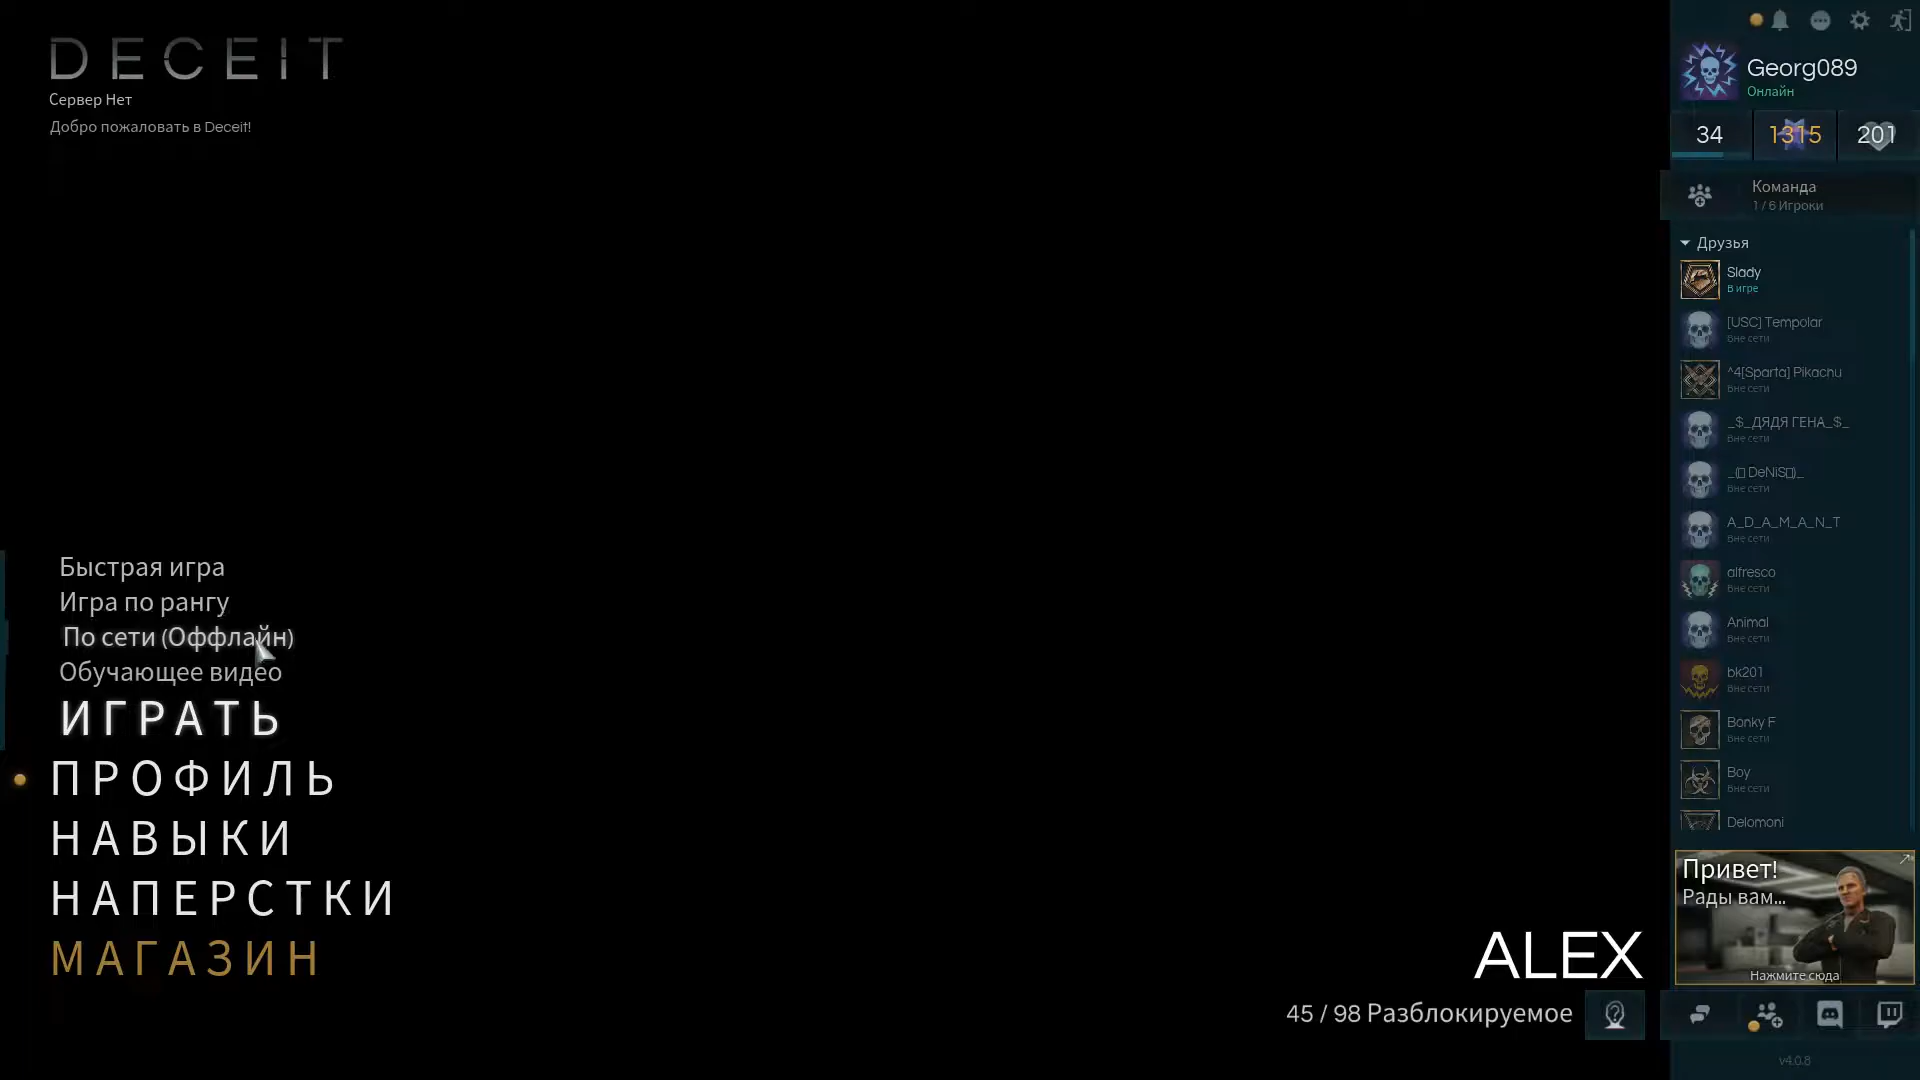 DECEIT
Сервер Нет
Добро пожаловать в Deceit!
Быстрая игра
Игра по рангу
По сети (Оффлайн)
Обучающее видео
ИГРАТЬ
ПРОФИЛЬ
НАВЫКИ
НАПЕРСТКИ
МАГАЗИН
ALEX
45 / 98 Разблокируемое
Georg089
Онлайн
34
1315
201
Команда
1 / 6 Игроки
Друзья
Slady
В игре
[USC] Tempolar
Вне сети
^4[Sparta] Pikachu
Вне сети
_$_ДЯДЯ ГЕНА_$_
Вне сети
_(▯ DeNiS▯)_
Вне сети
A_D_A_M_A_N_T
Вне сети
alfresco
Вне сети
Animal
Вне сети
bk201
Вне сети
Bonky F
Вне сети
Boy
Вне сети
Delomoni
Привет!
Рады вам...
Нажмите сюда
v4.0.8